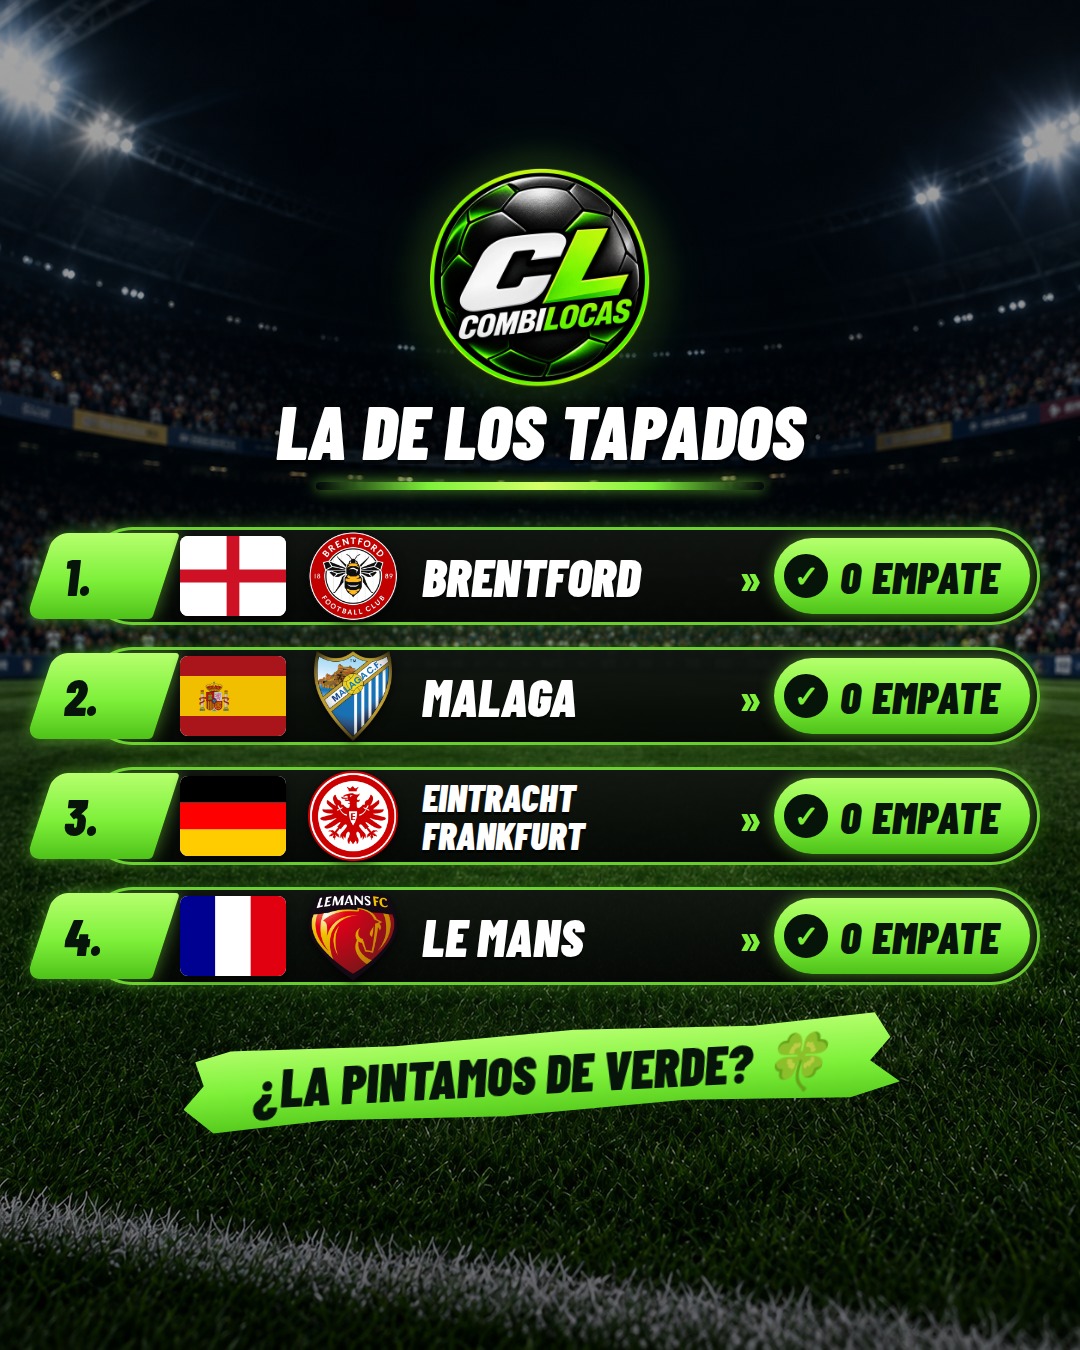 CL
COMBILOCAS
LA DE LOS TAPADOS
1.
BRENTFORD
FOOTBALL CLUB
18 89
BRENTFORD
»
✓ O EMPATE
2.
MALAGA C.F.
MALAGA
»
✓ O EMPATE
3.
EINTRACHT
FRANKFURT
»
✓ O EMPATE
4.
LEMANS FC
LE MANS
»
✓ O EMPATE
¿LA PINTAMOS DE VERDE? 🍀